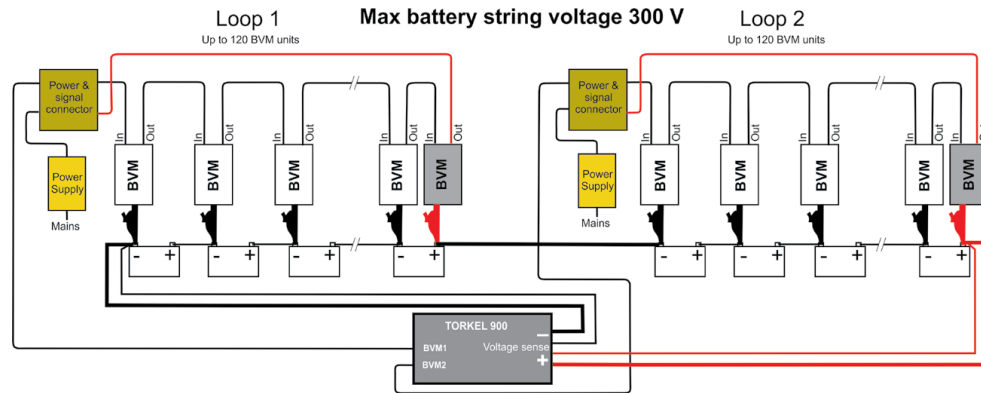 Loop 1
Max battery string voltage 300 V
Loop 2
Up to 120 BVM units
Up to 120 BVM units
Power &
signal
connector
In
Out
In
Out
In
Out
In
In
Out
Power &
signal
connector
In
Out
In
Out
In
Out
In
In
Out
BVM
BVM
BVM
BVM
BVM
BVM
BVM
BVM
BVM
BVM
Power
Supply
Mains
Power
Supply
Mains
- +
- +
- +
- +
- +
- +
- +
- +
TORKEL 900
−
BVM1
Voltage sense
BVM2
+